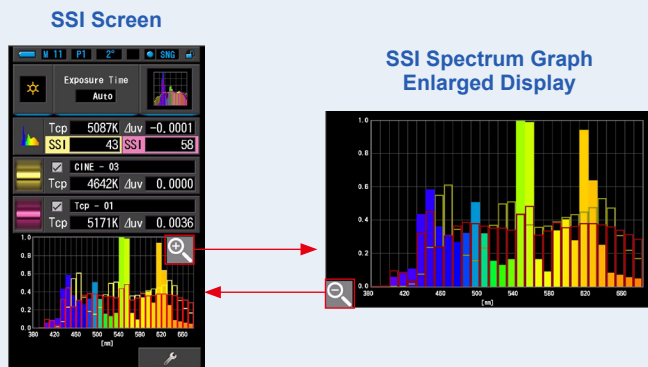 SSI Screen
SSI Spectrum Graph
Enlarged Display
M 11 P1 2° SNG
Exposure Time
Auto
Tcp 5087K ⊿uv -0.0001
SSI 43 SSI 58
CINE - 03
Tcp 4642K ⊿uv 0.0000
Tcp - 01
Tcp 5171K ⊿uv 0.0036
1.0
0.8
0.6
0.4
0.2
0.0
380 420 460 500 540 580 620 660
[nm]
1.0
0.8
0.6
0.4
0.2
0.0
380 420 460 500 540 580 620 660
[nm]